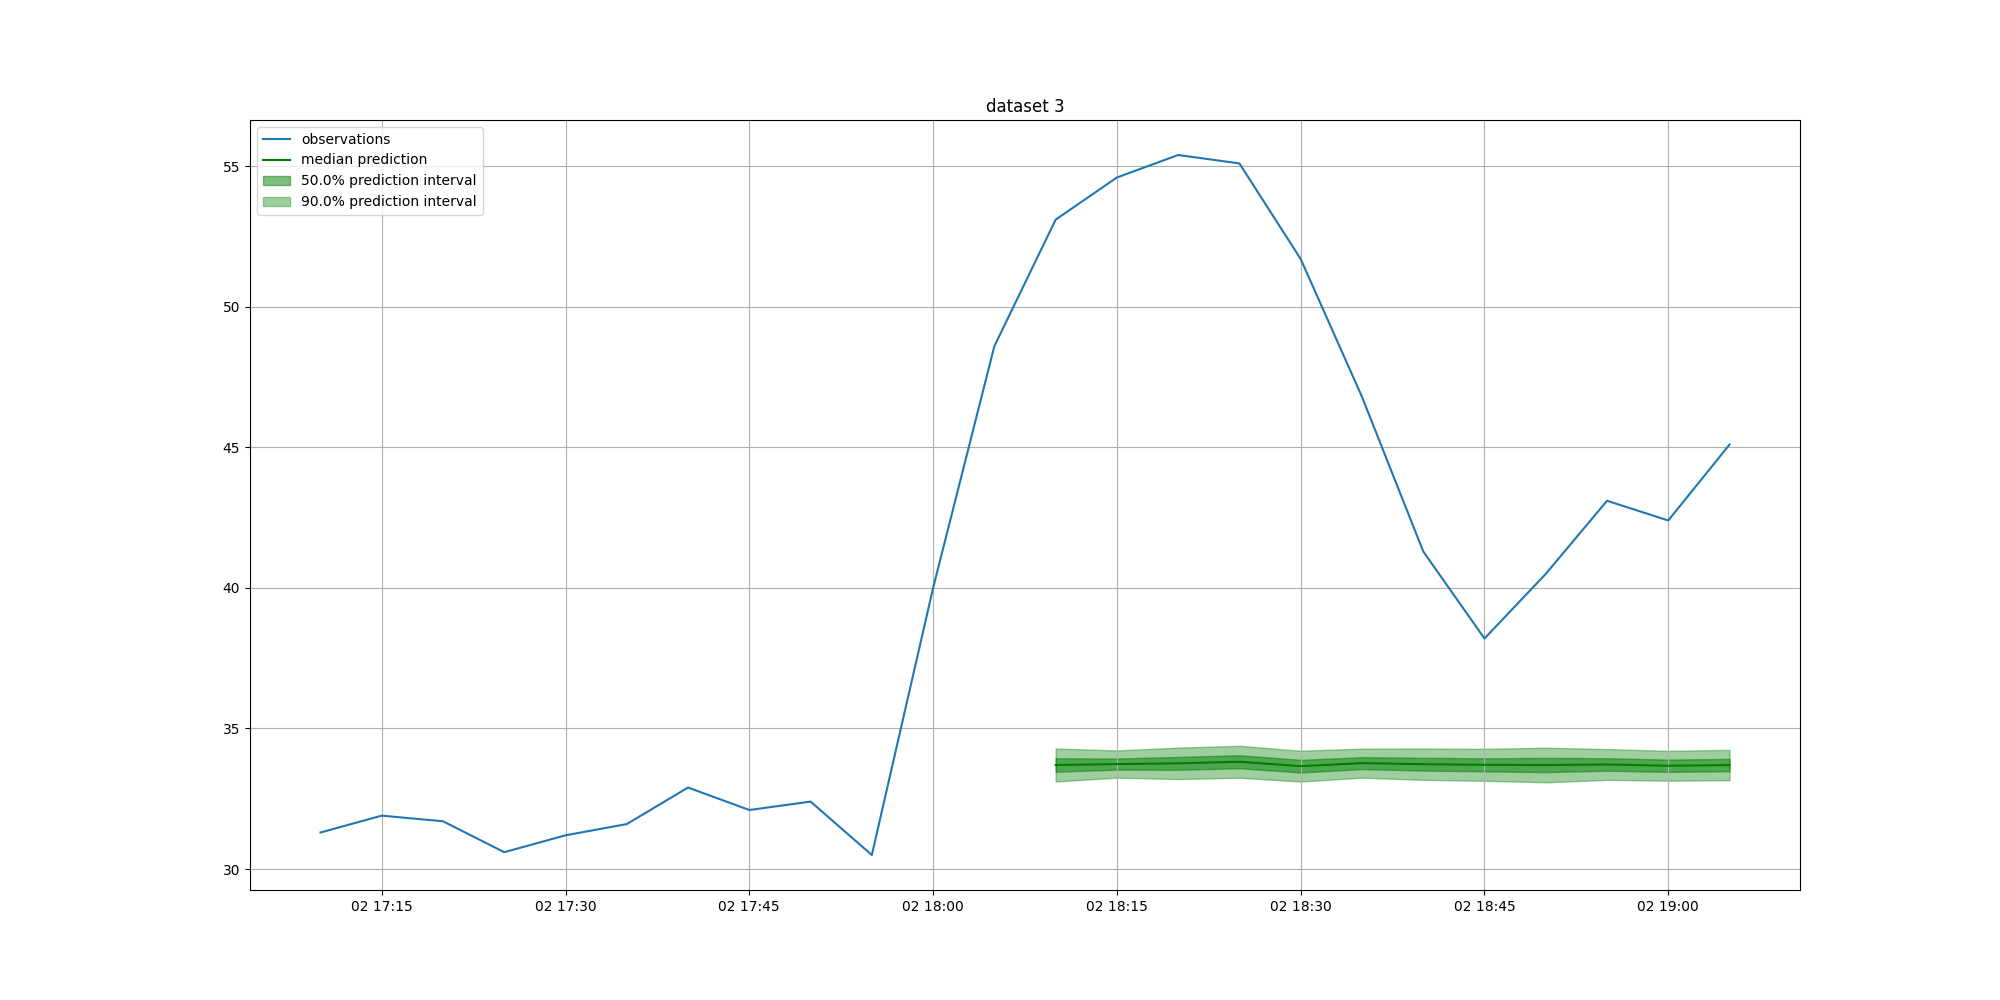 dataset 3
observations
median prediction
50.0% prediction interval
90.0% prediction interval
55
50
45
40
35
30
02 17:15
02 17:30
02 17:45
02 18:00
02 18:15
02 18:30
02 18:45
02 19:00